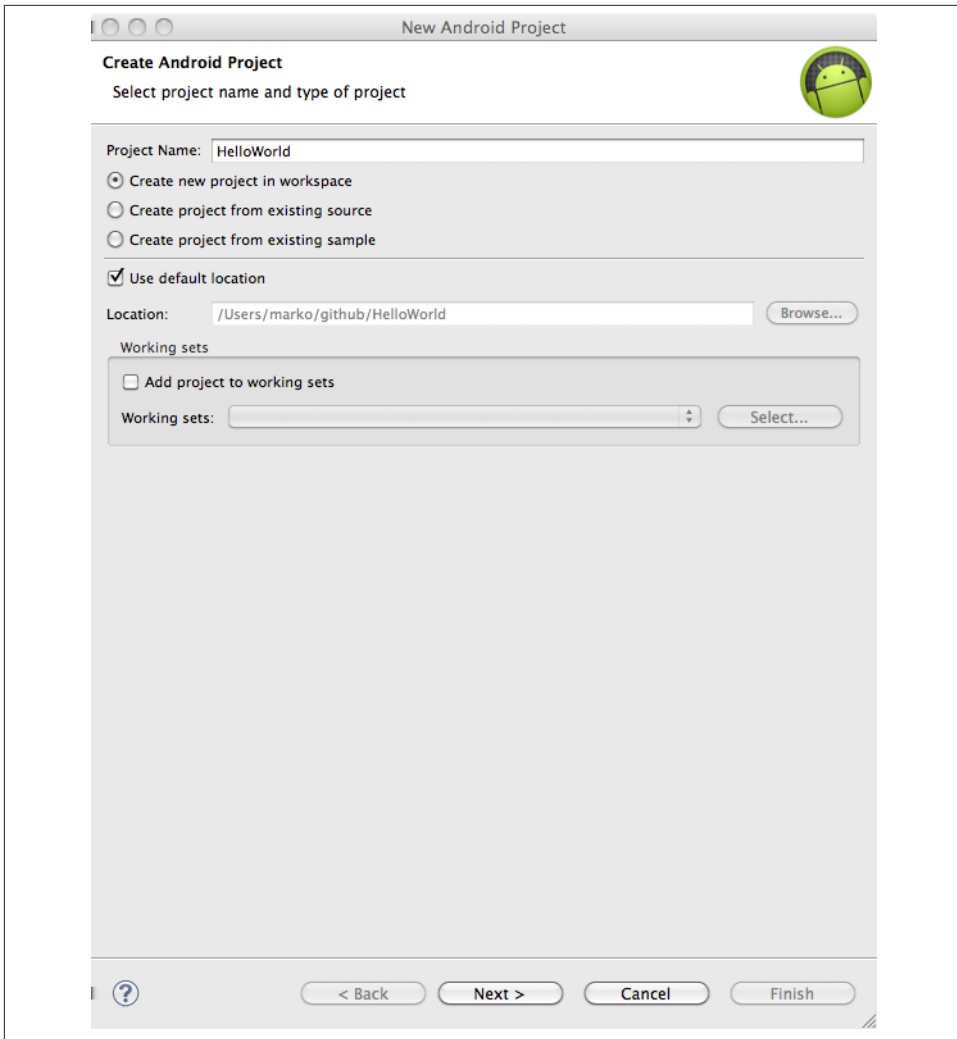 New Android Project
Create Android Project
Select project name and type of project
Project Name: HelloWorld
Create new project in workspace
Create project from existing source
Create project from existing sample
Use default location
Location: /Users/marko/github/HelloWorld Browse...
Working sets
Add project to working sets
Working sets: Select...
? < Back Next > Cancel Finish